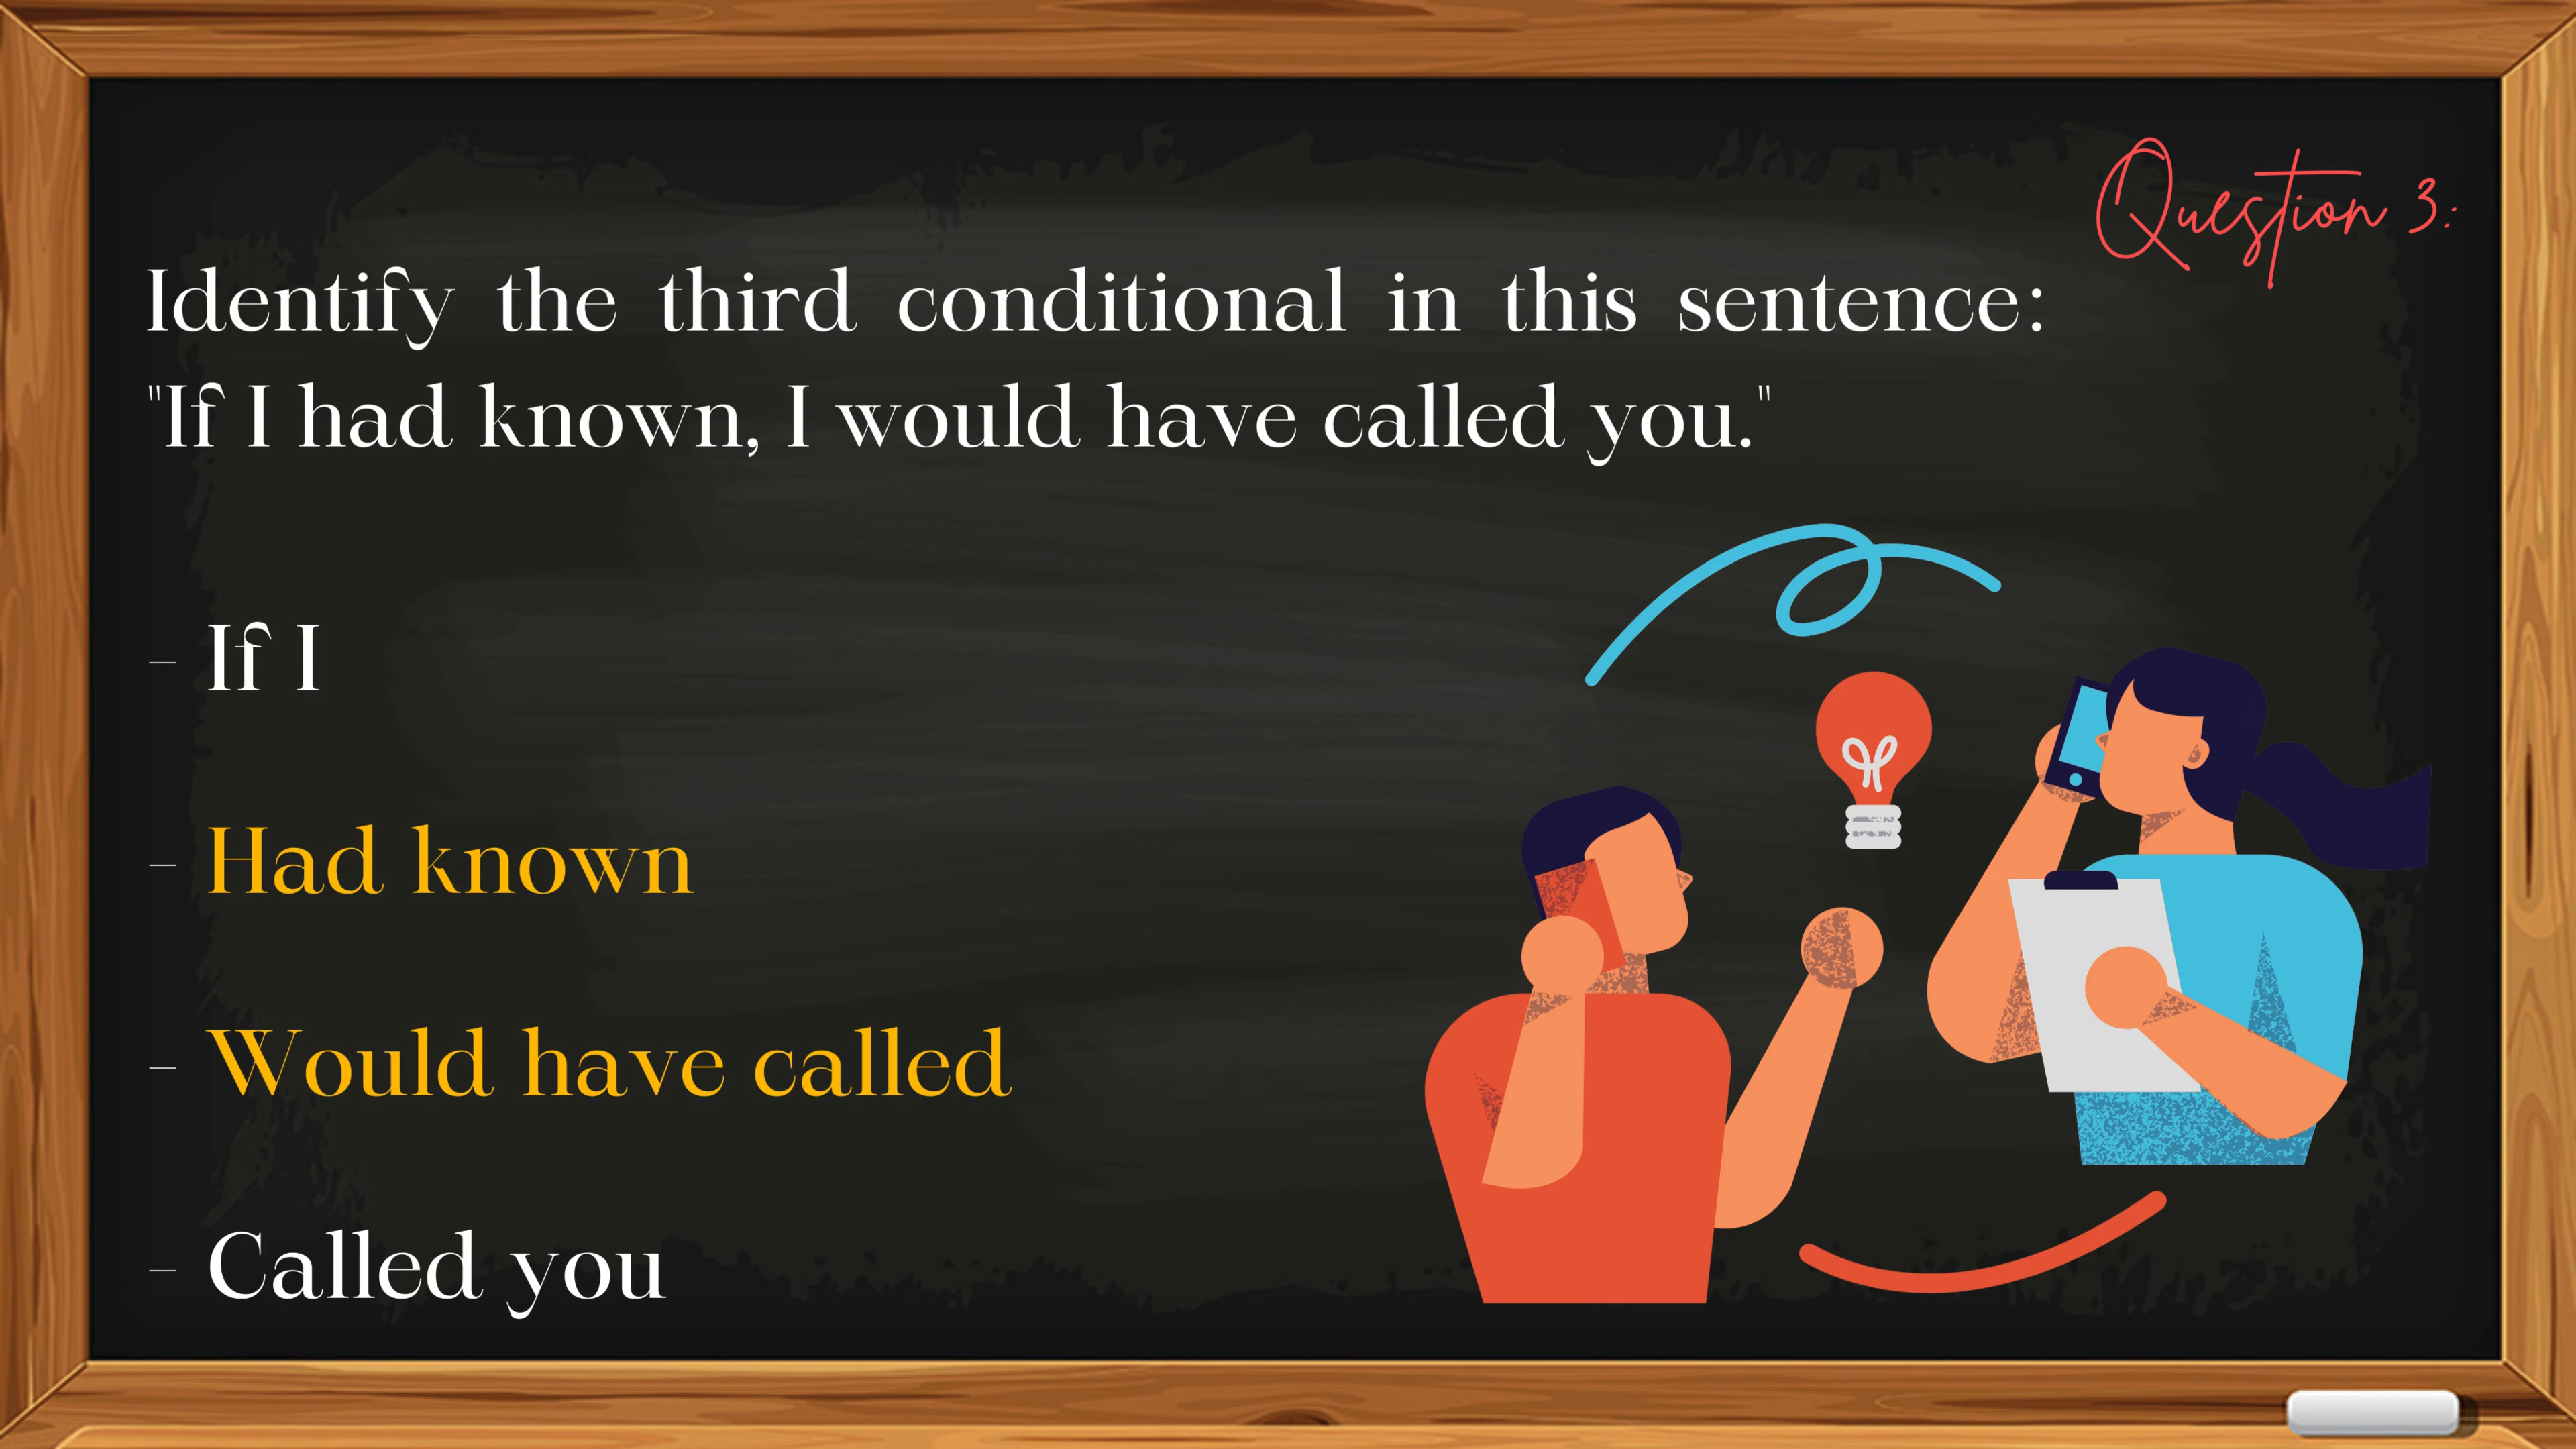 Question 3:
Identify the third conditional in this sentence:
"If I had known, I would have called you."
– If I
– Had known
– Would have called
– Called you